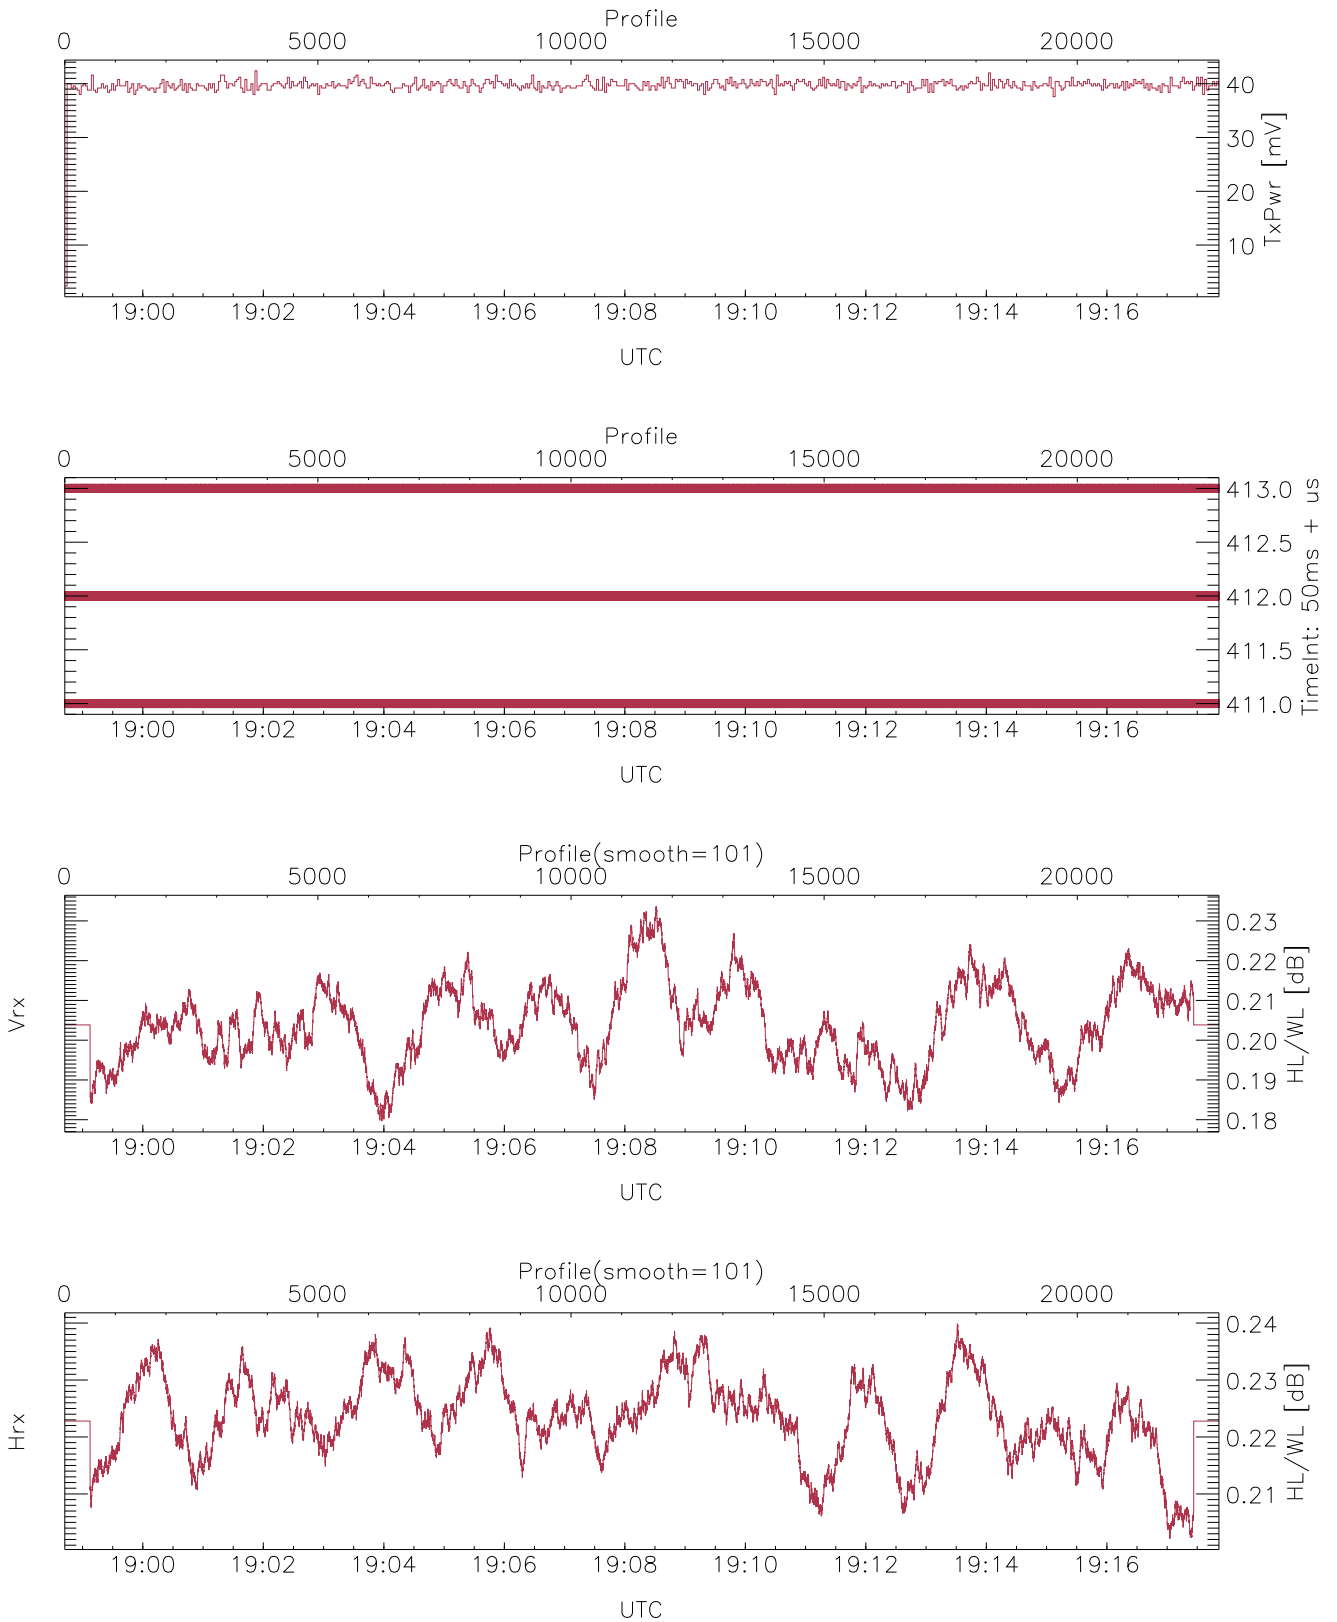 Profile
0 5000 10000 15000 20000
40
30
20
10
TxPwr [mV]
19:00 19:02 19:04 19:06 19:08 19:10 19:12 19:14 19:16
UTC
Profile
0 5000 10000 15000 20000
413.0
412.5
412.0
411.5
411.0
TimeInt: 50ms + us
19:00 19:02 19:04 19:06 19:08 19:10 19:12 19:14 19:16
UTC
Profile(smooth=101)
0 5000 10000 15000 20000
Vrx
0.23
0.22
0.21
0.20
0.19
0.18
HL/WL [dB]
19:00 19:02 19:04 19:06 19:08 19:10 19:12 19:14 19:16
UTC
Profile(smooth=101)
0 5000 10000 15000 20000
Hrx
0.24
0.23
0.22
0.21
HL/WL [dB]
19:00 19:02 19:04 19:06 19:08 19:10 19:12 19:14 19:16
UTC